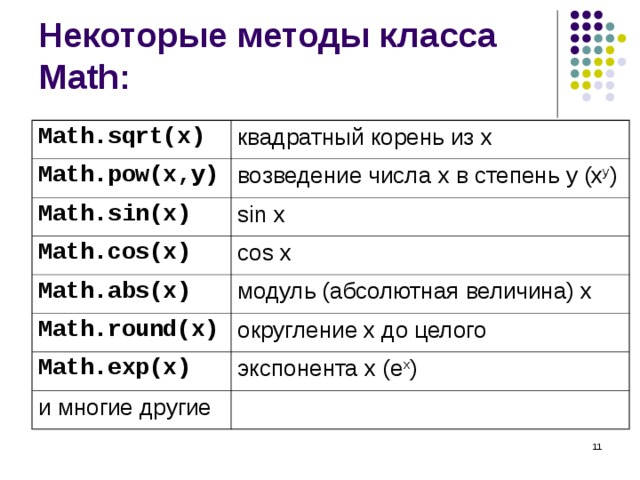 Некоторые методы класса
Math:
Math.sqrt(x) квадратный корень из x
Math.pow(x,y) возведение числа x в степень y (xʸ)
Math.sin(x) sin x
Math.cos(x) cos x
Math.abs(x) модуль (абсолютная величина) x
Math.round(x) округление x до целого
Math.exp(x) экспонента x (eˣ)
и многие другие
11